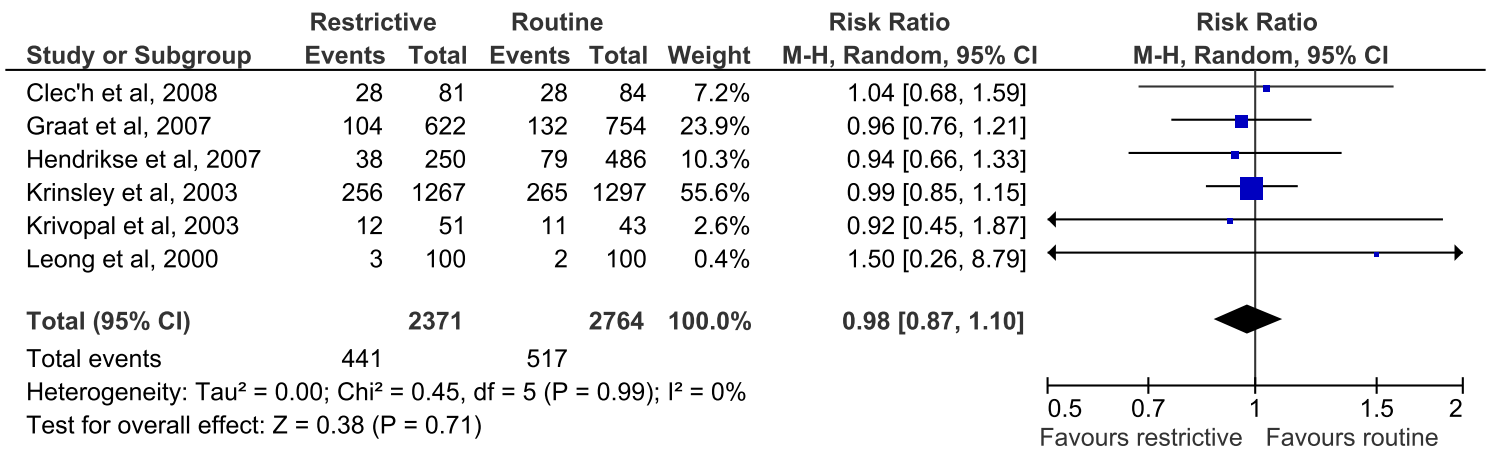 Restrictive Routine Risk Ratio Risk Ratio
Study or Subgroup Events Total Events Total Weight M-H, Random, 95% CI M-H, Random, 95% CI
Clec'h et al, 2008 28 81 28 84 7.2% 1.04 [0.68, 1.59]
Graat et al, 2007 104 622 132 754 23.9% 0.96 [0.76, 1.21]
Hendrikse et al, 2007 38 250 79 486 10.3% 0.94 [0.66, 1.33]
Krinsley et al, 2003 256 1267 265 1297 55.6% 0.99 [0.85, 1.15]
Krivopal et al, 2003 12 51 11 43 2.6% 0.92 [0.45, 1.87]
Leong et al, 2000 3 100 2 100 0.4% 1.50 [0.26, 8.79]
Total (95% CI) 2371 2764 100.0% 0.98 [0.87, 1.10]
Total events 441 517
Heterogeneity: Tau² = 0.00; Chi² = 0.45, df = 5 (P = 0.99); I² = 0%
Test for overall effect: Z = 0.38 (P = 0.71)
0.5 0.7 1 1.5 2
Favours restrictive Favours routine